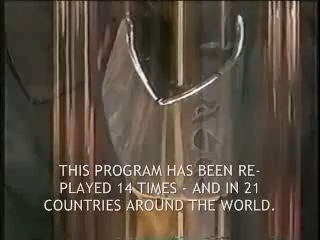 THIS PROGRAM HAS BEEN RE-
PLAYED 14 TIMES - AND IN 21
COUNTRIES AROUND THE WORLD.